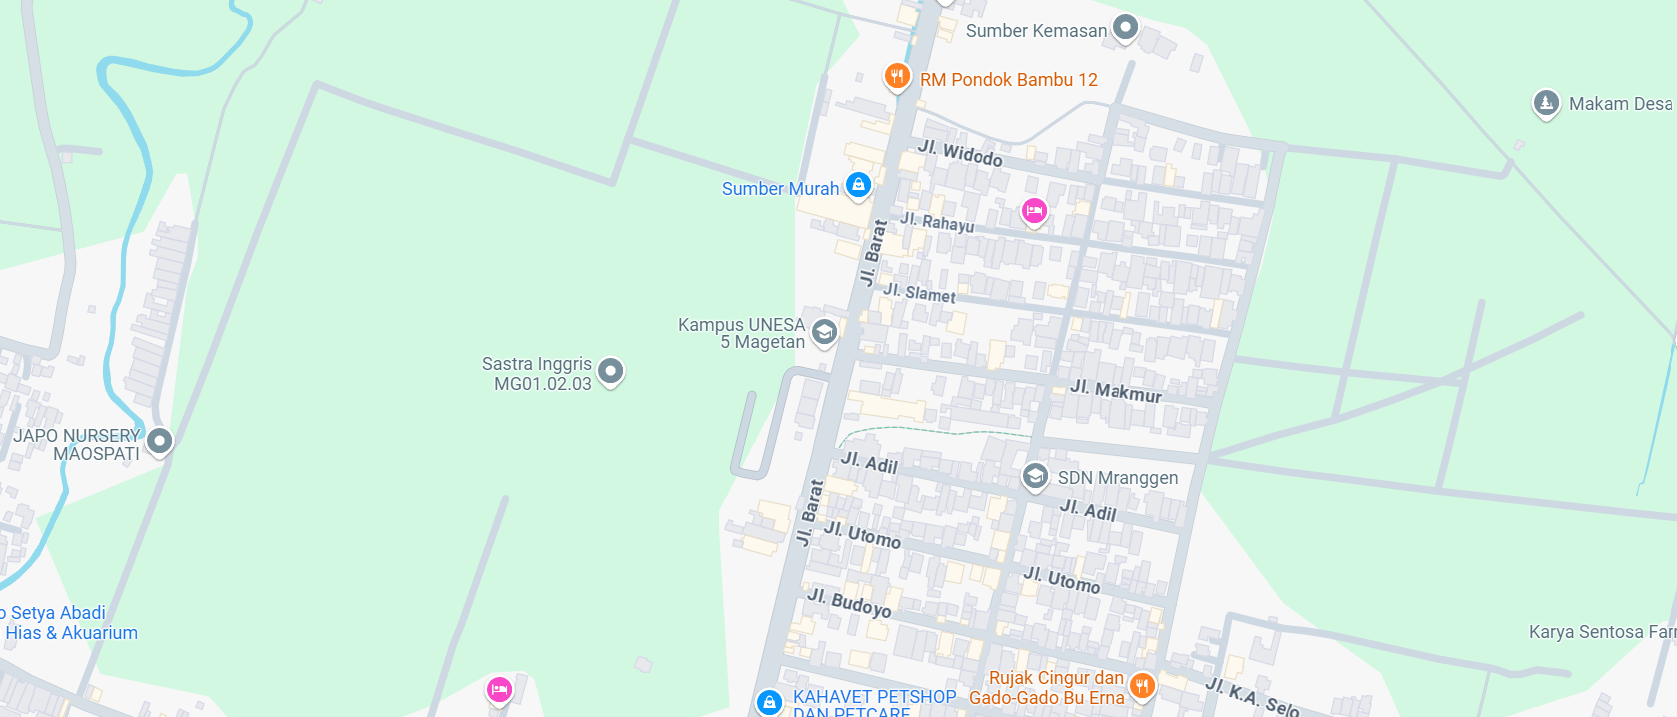 Sumber Kemasan
RM Pondok Bambu 12
Makam Desa
Jl. Widodo
Sumber Murah
Jl. Rahayu
Jl. Barat
Jl. Slamet
Kampus UNESA
5 Magetan
Sastra Inggris
MG01.02.03
Jl. Makmur
JAPO NURSERY
MAOSPATI
Jl. Adil
SDN Mranggen
Jl. Adil
Jl. Barat
Jl. Utomo
Jl. Utomo
Jl. Budoyo
o Setya Abadi
Hias & Akuarium
Karya Sentosa Far
Rujak Cingur dan
Gado-Gado Bu Erna
Jl. K.A. Selo
KAHAVET PETSHOP
DAN PETCARE